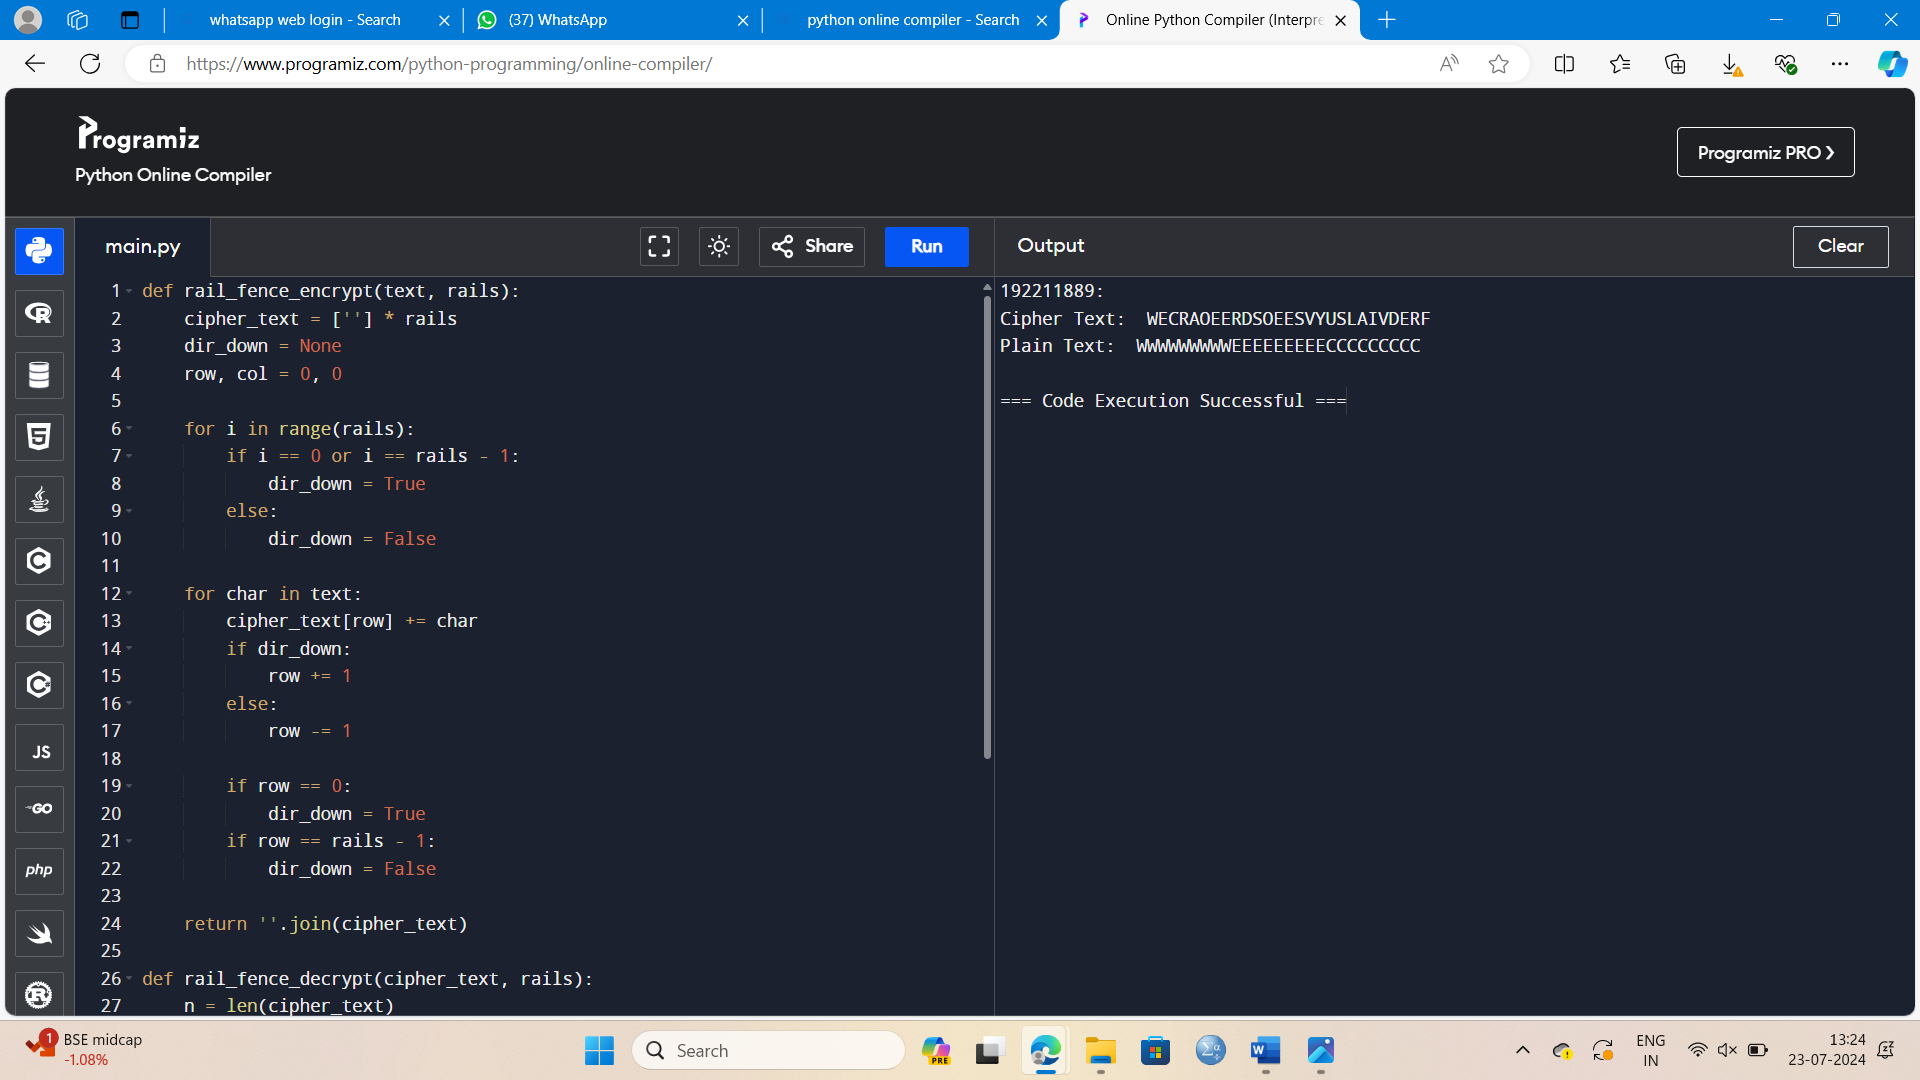 whatsapp web login - Search
(37) WhatsApp
python online compiler - Search
Online Python Compiler (Interpre
https://www.programiz.com/python-programming/online-compiler/
Programiz
Python Online Compiler
Programiz PRO ❯
main.py
Share
Run
Output
Clear
1 def rail_fence_encrypt(text, rails):
2     cipher_text = [''] * rails
3     dir_down = None
4     row, col = 0, 0
5
6     for i in range(rails):
7         if i == 0 or i == rails - 1:
8             dir_down = True
9         else:
10             dir_down = False
11
12     for char in text:
13         cipher_text[row] += char
14         if dir_down:
15             row += 1
16         else:
17             row -= 1
18
19         if row == 0:
20             dir_down = True
21         if row == rails - 1:
22             dir_down = False
23
24     return ''.join(cipher_text)
25
26 def rail_fence_decrypt(cipher_text, rails):
27     n = len(cipher_text)
192211889:
Cipher Text:  WECRAOEERDSOEESVYUSLAIVDERF
Plain Text:  WWWWWWWWWEEEEEEEEECCCCCCCCC
=== Code Execution Successful ===
JS
GO
php
1
BSE midcap
-1.08%
Search
PRE
ENG
IN
13:24
23-07-2024